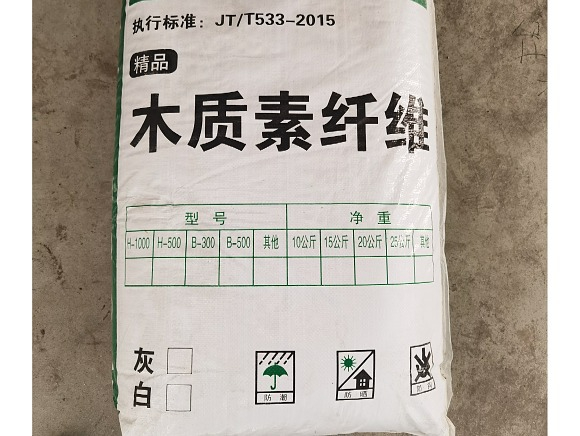 执行标准：JT/T533-2015
精品
木质素纤维
型号 净重
H-1000 H-500 B-300 B-500 其他 10公斤 15公斤 20公斤 25公斤 其他
灰
白
防潮 防晒